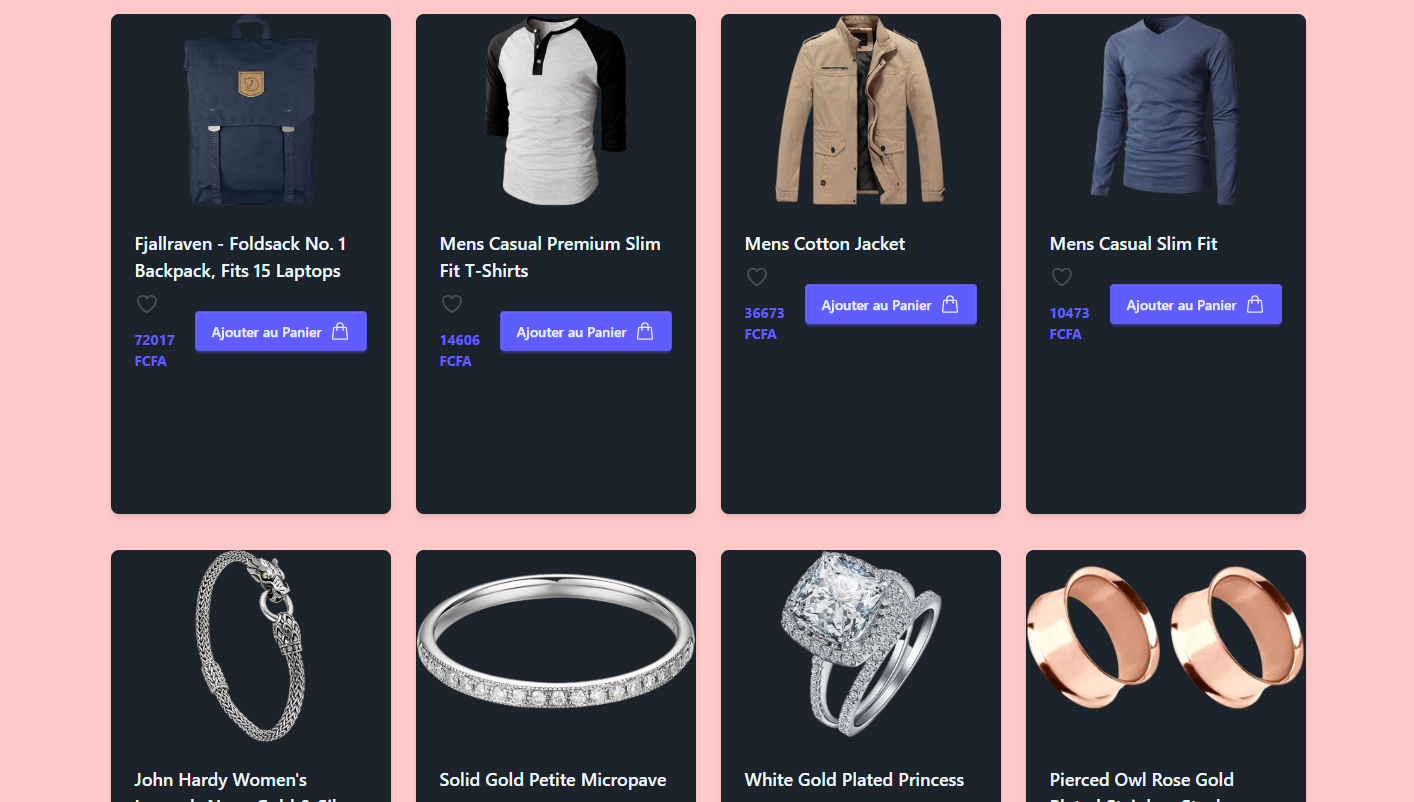 Fjallraven - Foldsack No. 1
Backpack, Fits 15 Laptops
72017
FCFA
Ajouter au Panier
Mens Casual Premium Slim
Fit T-Shirts
14606
FCFA
Ajouter au Panier
Mens Cotton Jacket
36673
FCFA
Ajouter au Panier
Mens Casual Slim Fit
10473
FCFA
Ajouter au Panier
John Hardy Women's
Solid Gold Petite Micropave
White Gold Plated Princess
Pierced Owl Rose Gold